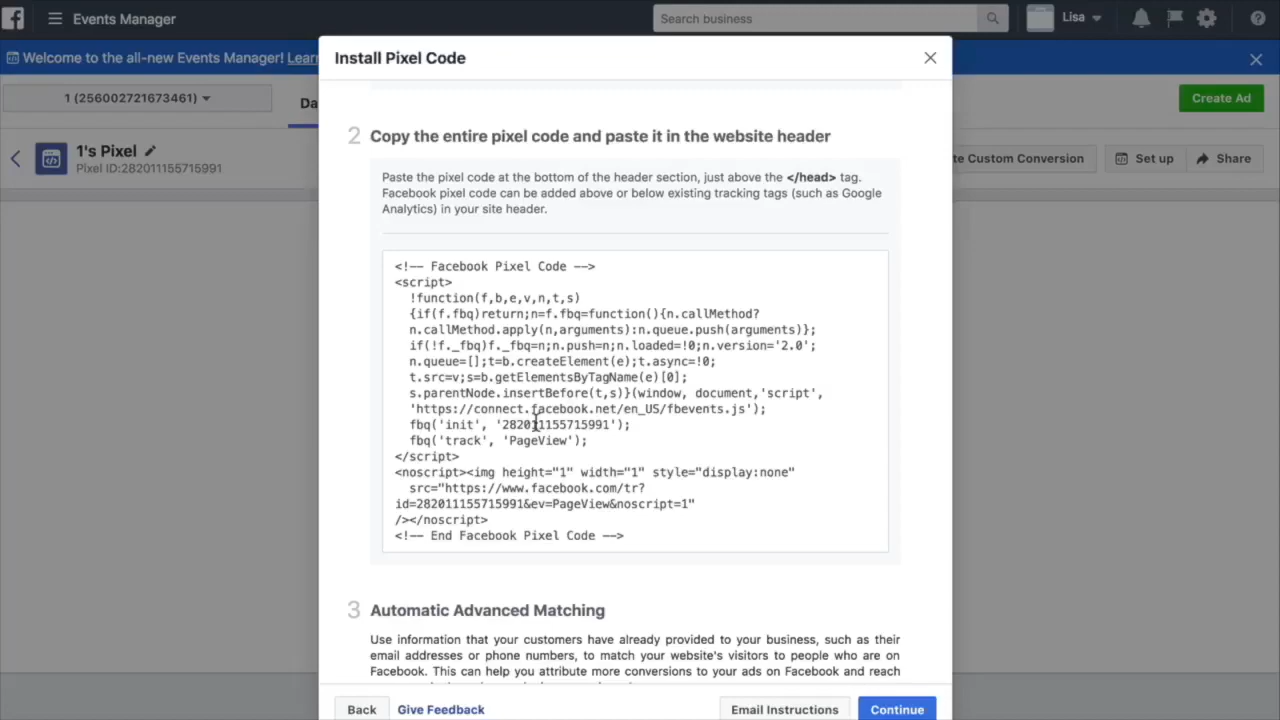 Events Manager
Search business
Lisa
Welcome to the all-new Events Manager! Learn
Install Pixel Code
1 (256002721673461)
Da
Create Ad
1's Pixel
Pixel ID:282011155715991
te Custom Conversion
Set up
Share
2 Copy the entire pixel code and paste it in the website header
Paste the pixel code at the bottom of the header section, just above the </head> tag.
Facebook pixel code can be added above or below existing tracking tags (such as Google
Analytics) in your site header.
<!-- Facebook Pixel Code -->
<script>
!function(f,b,e,v,n,t,s)
{if(f.fbq)return;n=f.fbq=function(){n.callMethod?
n.callMethod.apply(n,arguments):n.queue.push(arguments)};
if(!f._fbq)f._fbq=n;n.push=n;n.loaded=!0;n.version='2.0';
n.queue=[];t=b.createElement(e);t.async=!0;
t.src=v;s=b.getElementsByTagName(e)[0];
s.parentNode.insertBefore(t,s)}(window, document,'script',
'https://connect.facebook.net/en_US/fbevents.js');
fbq('init', '282011155715991');
fbq('track', 'PageView');
</script>
<noscript><img height="1" width="1" style="display:none"
src="https://www.facebook.com/tr?
id=282011155715991&ev=PageView&noscript=1"
/></noscript>
<!-- End Facebook Pixel Code -->
3 Automatic Advanced Matching
Use information that your customers have already provided to your business, such as their
email addresses or phone numbers, to match your website's visitors to people who are on
Facebook. This can help you attribute more conversions to your ads on Facebook and reach
Back
Give Feedback
Email Instructions
Continue